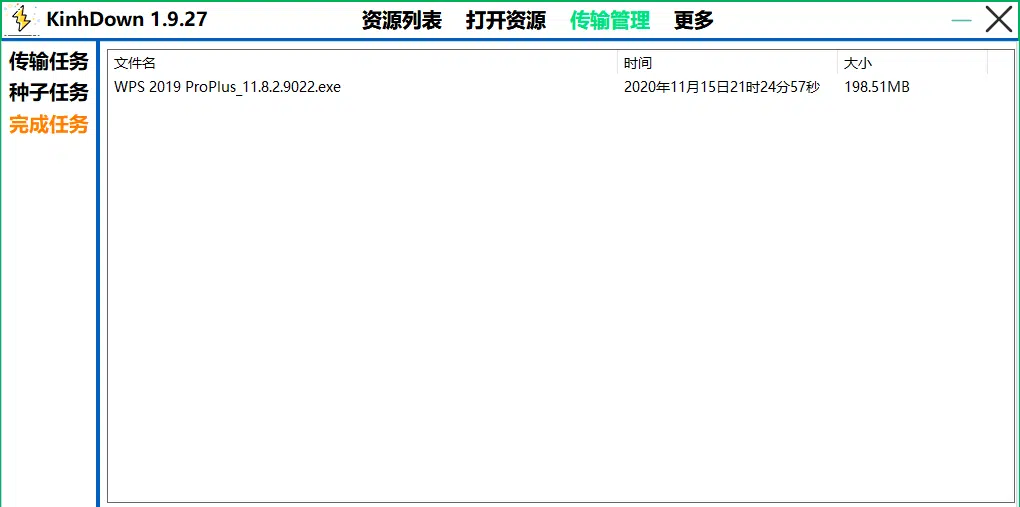 KinhDown 1.9.27 资源列表 打开资源 传输管理 更多
传输任务
种子任务
完成任务
文件名 时间 大小
WPS 2019 ProPlus_11.8.2.9022.exe 2020年11月15日21时24分57秒 198.51MB